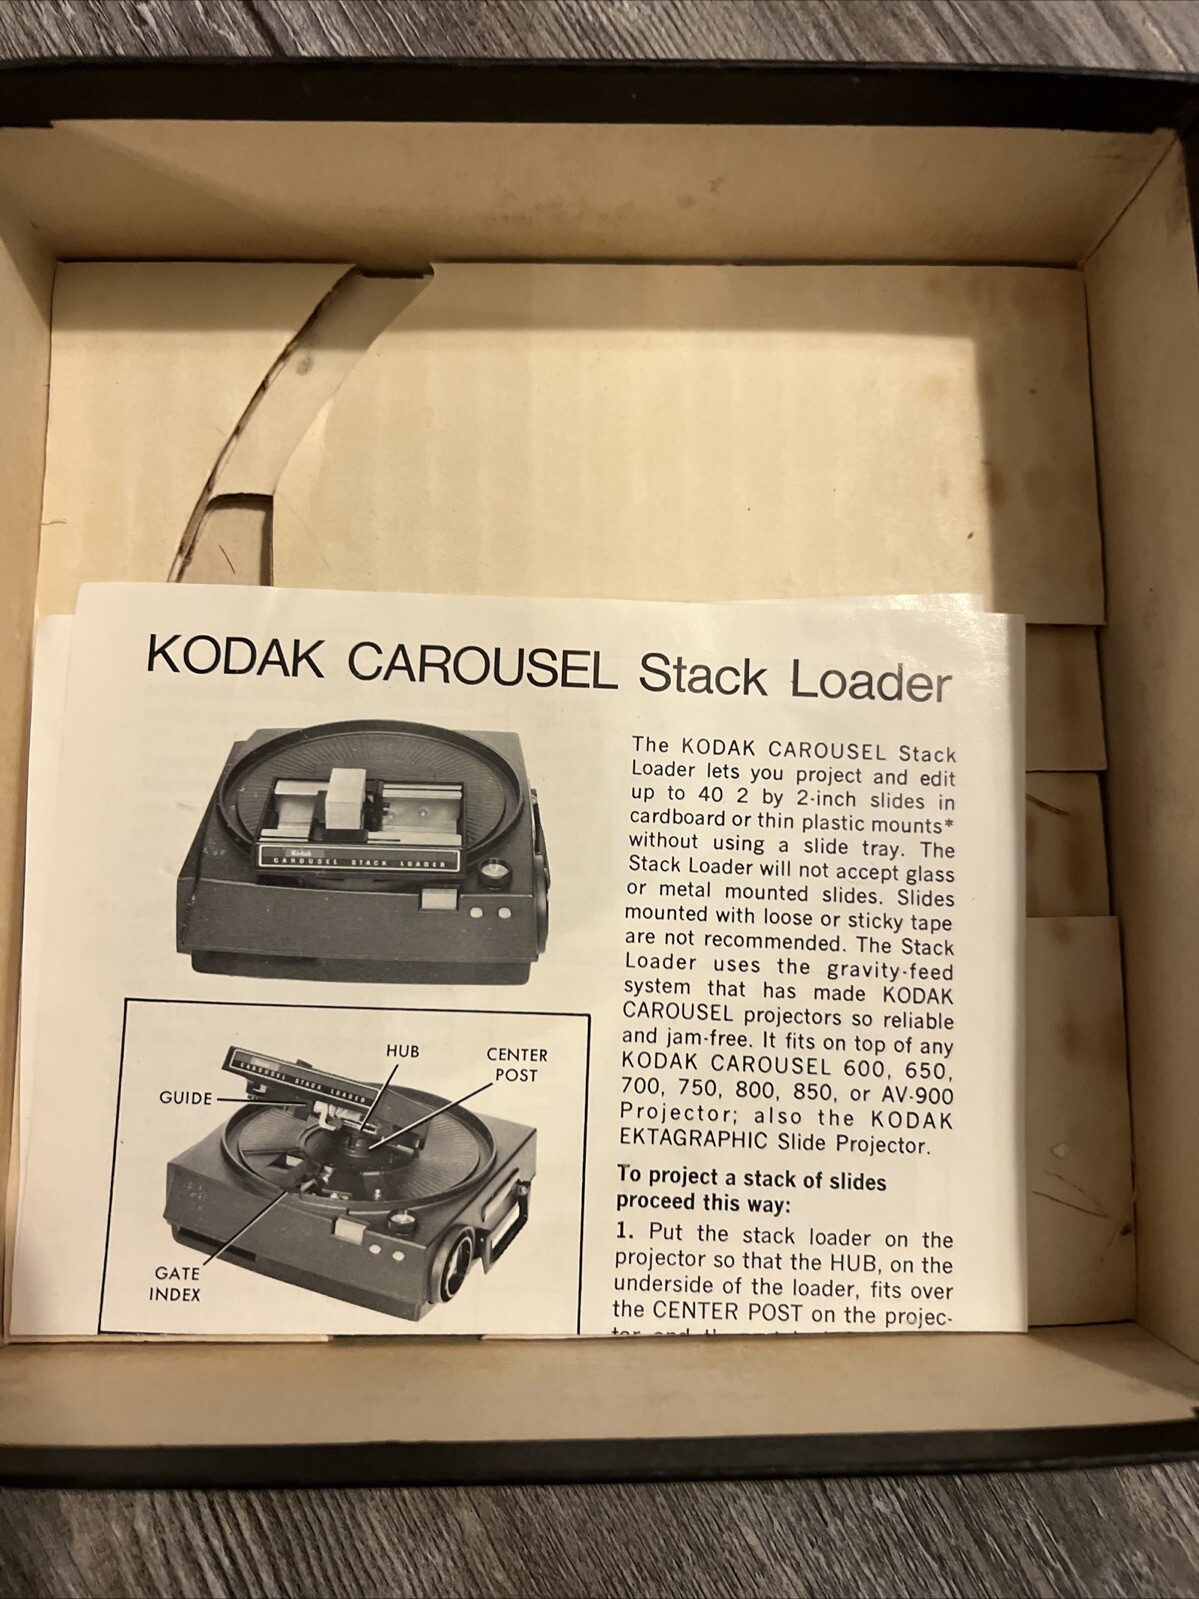 KODAK CAROUSEL Stack Loader
Kodak
CAROUSEL STACK LOADER
The KODAK CAROUSEL Stack
Loader lets you project and edit
up to 40 2 by 2-inch slides in
cardboard or thin plastic mounts*
without using a slide tray. The
Stack Loader will not accept glass
or metal mounted slides. Slides
mounted with loose or sticky tape
are not recommended. The Stack
Loader uses the gravity-feed
system that has made KODAK
CAROUSEL projectors so reliable
and jam-free. It fits on top of any
KODAK CAROUSEL 600, 650,
700, 750, 800, 850, or AV-900
Projector; also the KODAK
EKTAGRAPHIC Slide Projector.
To project a stack of slides
proceed this way:
1. Put the stack loader on the
projector so that the HUB, on the
underside of the loader, fits over
the CENTER POST on the projec-
CAROUSEL STACK LOADER
HUB
CENTER
POST
GUIDE
GATE
INDEX